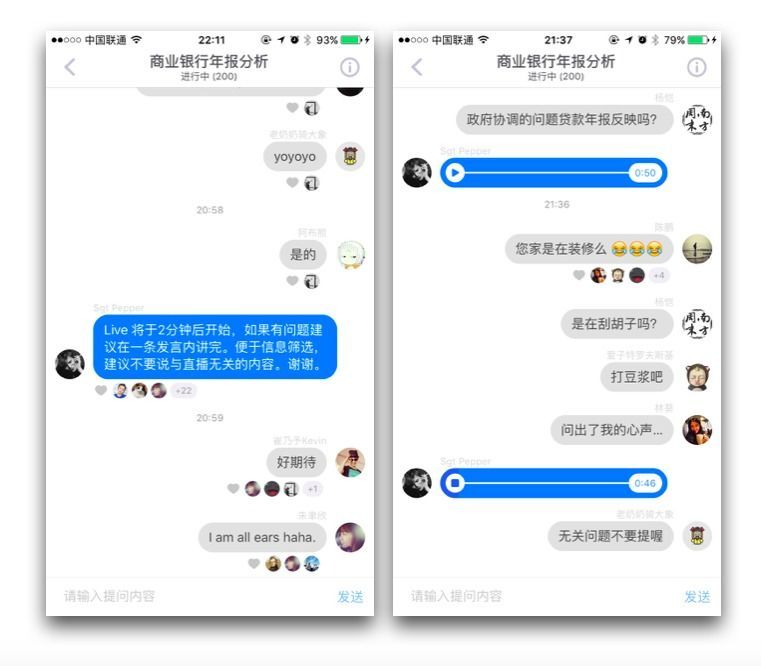 中国联通
22:11
93%
商业银行年报分析
进行中 (200)
老奶奶骑大象
yoyoyo
20:58
阿布熊
是的
Sgt Pepper
Live 将于2分钟后开始，如果有问题建
议在一条发言内讲完。便于信息筛选，
建议不要说与直播无关的内容。谢谢。
+22
20:59
崔乃予Kevin
好期待
+1
I am all ears haha.
请输入提问内容
发送
中国联通
21:37
79%
商业银行年报分析
进行中 (200)
杨恺
政府协调的问题贷款年报反映吗?
Sgt Pepper
0:50
21:36
陈鹏
您家是在装修么 😂😂😂
+4
杨恺
是在刮胡子吗?
爱子特罗夫斯基
打豆浆吧
问出了我的心声...
Sgt Pepper
0:46
老奶奶骑大象
无关问题不要提喔
请输入提问内容
发送